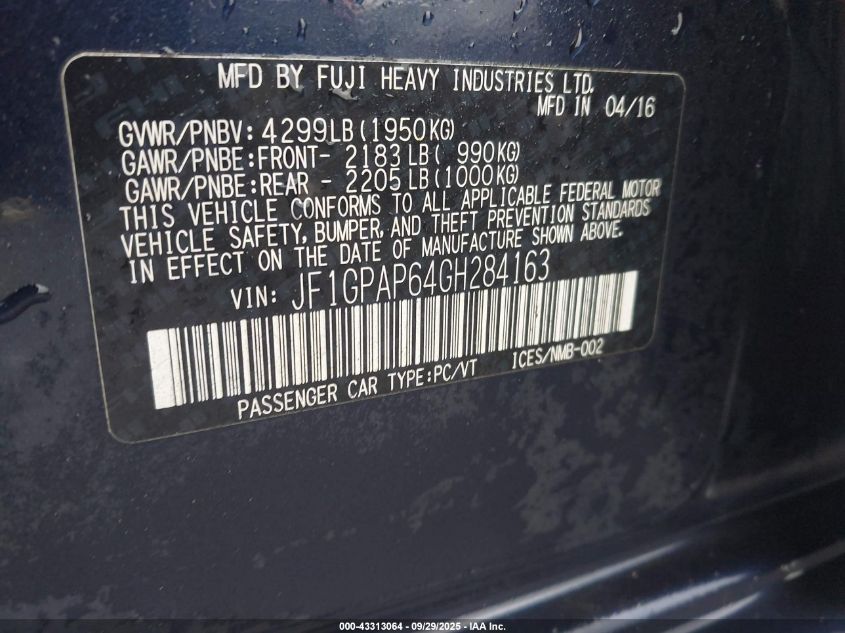 MFD BY FUJI HEAVY INDUSTRIES LTD.
MFD IN 04/16
GVWR/PNBV: 4299LB(1950KG)
GAWR/PNBE:FRONT- 2183LB( 990KG)
GAWR/PNBE:REAR - 2205LB(1000KG)
THIS VEHICLE CONFORMS TO ALL APPLICABLE FEDERAL MOTOR
VEHICLE SAFETY, BUMPER, AND THEFT PREVENTION STANDARDS
IN EFFECT ON THE DATE OF MANUFACTURE SHOWN ABOVE.
VIN: JF1GPAP64GH284163
PASSENGER CAR TYPE:PC/VT ICES/NMB-002
000-43313064 - 09/29/2025 - IAA Inc.